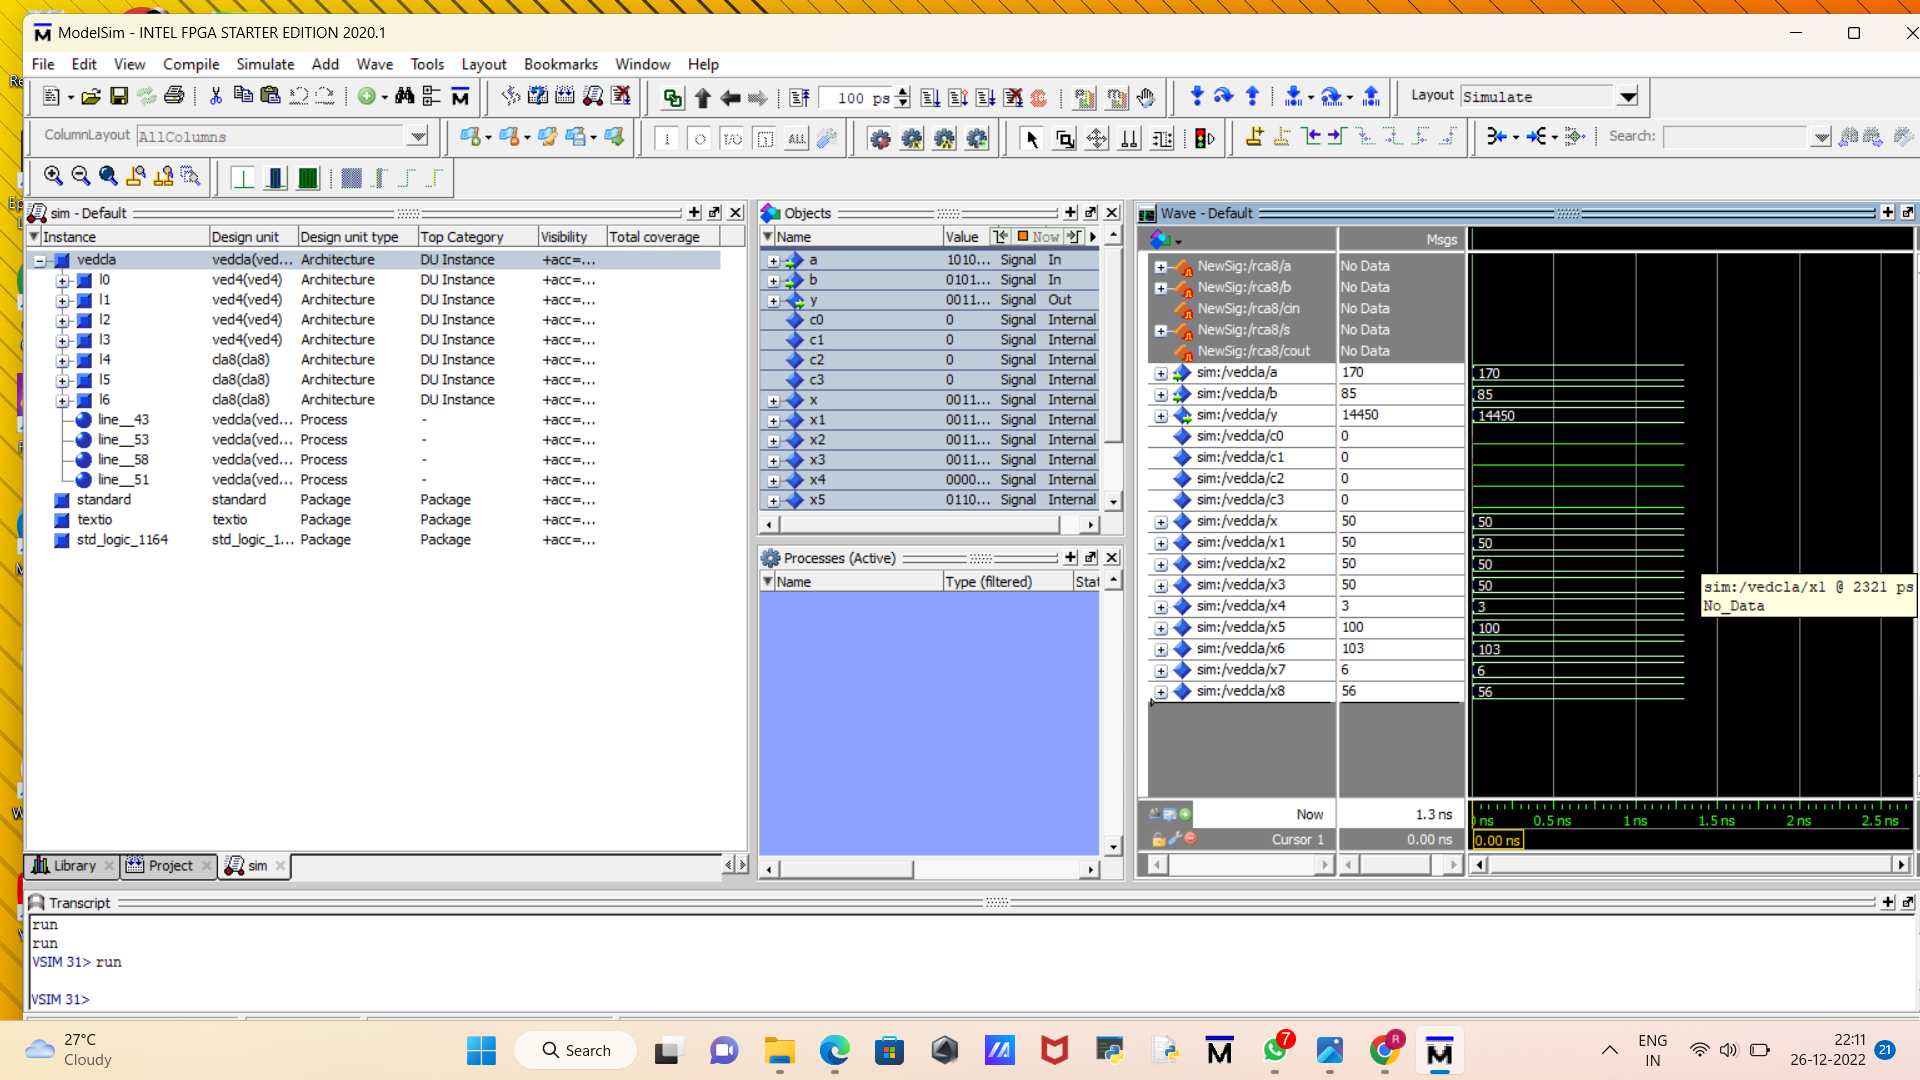 ModelSim - INTEL FPGA STARTER EDITION 2020.1
File Edit View Compile Simulate Add Wave Tools Layout Bookmarks Window Help
100 ps
Layout Simulate
ColumnLayout AllColumns
Search:
sim - Default
Instance Design unit Design unit type Top Category Visibility Total coverage
vedcla vedcla(ved... Architecture DU Instance +acc=...
l0 ved4(ved4) Architecture DU Instance +acc=...
l1 ved4(ved4) Architecture DU Instance +acc=...
l2 ved4(ved4) Architecture DU Instance +acc=...
l3 ved4(ved4) Architecture DU Instance +acc=...
l4 cla8(cla8) Architecture DU Instance +acc=...
l5 cla8(cla8) Architecture DU Instance +acc=...
l6 cla8(cla8) Architecture DU Instance +acc=...
line__43 vedcla(ved... Process - +acc=...
line__53 vedcla(ved... Process - +acc=...
line__58 vedcla(ved... Process - +acc=...
line__51 vedcla(ved... Process - +acc=...
standard standard Package Package +acc=...
textio textio Package Package +acc=...
std_logic_1164 std_logic_1... Package Package +acc=...
Library Project sim
Objects
Name Value Now
a 1010... Signal In
b 0101... Signal In
y 0011... Signal Out
c0 0 Signal Internal
c1 0 Signal Internal
c2 0 Signal Internal
c3 0 Signal Internal
x 0011... Signal Internal
x1 0011... Signal Internal
x2 0011... Signal Internal
x3 0011... Signal Internal
x4 0000... Signal Internal
x5 0110... Signal Internal
Processes (Active)
Name Type (filtered) Stat
Wave - Default
Msgs
NewSig:/rca8/a No Data
NewSig:/rca8/b No Data
NewSig:/rca8/cin No Data
NewSig:/rca8/s No Data
NewSig:/rca8/cout No Data
sim:/vedcla/a 170 170
sim:/vedcla/b 85 85
sim:/vedcla/y 14450 14450
sim:/vedcla/c0 0
sim:/vedcla/c1 0
sim:/vedcla/c2 0
sim:/vedcla/c3 0
sim:/vedcla/x 50 50
sim:/vedcla/x1 50 50
sim:/vedcla/x2 50 50
sim:/vedcla/x3 50 50
sim:/vedcla/x4 3 3
sim:/vedcla/x5 100 100
sim:/vedcla/x6 103 103
sim:/vedcla/x7 6 6
sim:/vedcla/x8 56 56
sim:/vedcla/x1 @ 2321 ps
No_Data
Now 1.3 ns
ns 0.5 ns 1 ns 1.5 ns 2 ns 2.5 ns
Cursor 1 0.00 ns 0.00 ns
Transcript
run
run
VSIM 31> run
VSIM 31>
27°C
Cloudy
Search
7
R
ENG
IN
22:11
26-12-2022
21